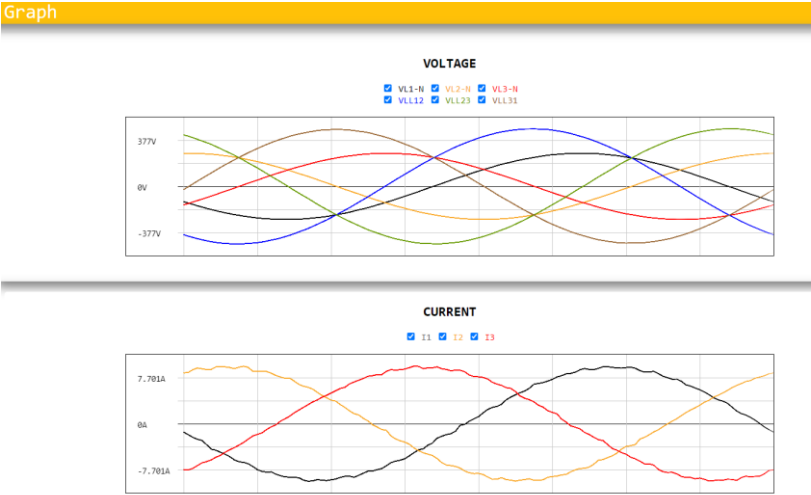 Graph
VOLTAGE
VL1-N VL2-N VL3-N
VLL12 VLL23 VLL31
377V
0V
-377V
CURRENT
I1 I2 I3
7.701A
0A
-7.701A